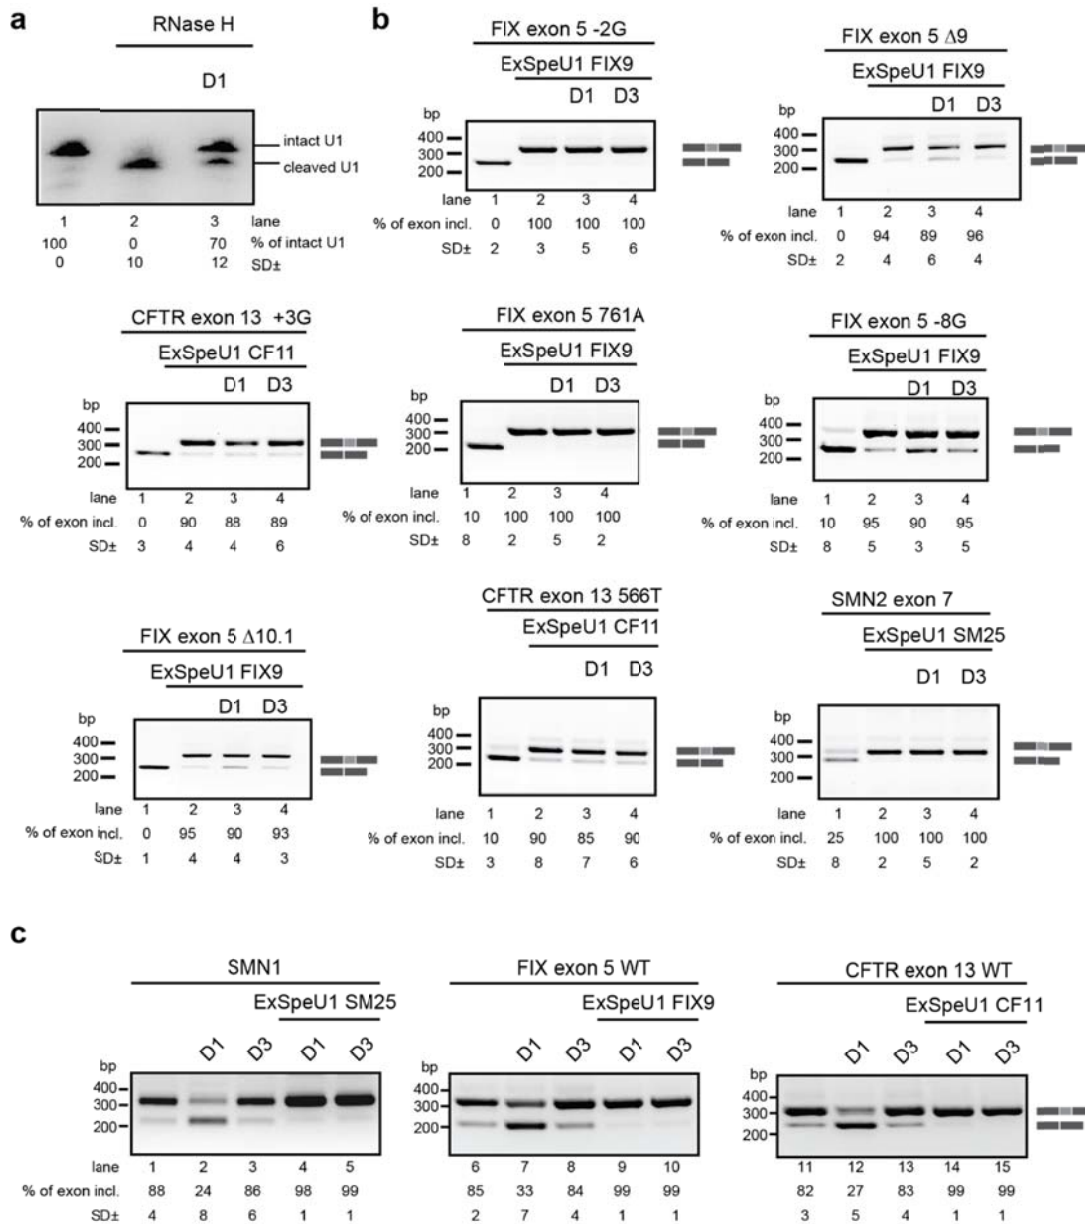 a
RNase H
D1
intact U1
cleaved U1
1 2 3 lane
100 0 70 % of intact U1
0 10 12 SD±
b
FIX exon 5 -2G
ExSpeU1 FIX9
D1 D3
bp
400
300
200
lane 1 2 3 4
% of exon incl. 0 100 100 100
SD± 2 3 5 6
FIX exon 5 Δ9
ExSpeU1 FIX9
D1 D3
bp
400
300
200
lane 1 2 3 4
% of exon incl. 0 94 89 96
SD± 2 4 6 4
CFTR exon 13 +3G
ExSpeU1 CF11
D1 D3
bp
400
300
200
lane 1 2 3 4
% of exon incl. 0 90 88 89
SD± 3 4 4 6
FIX exon 5 761A
ExSpeU1 FIX9
D1 D3
bp
400
300
200
lane 1 2 3 4
% of exon incl. 10 100 100 100
SD± 8 2 5 2
FIX exon 5 -8G
ExSpeU1 FIX9
D1 D3
bp
400
300
200
lane 1 2 3 4
% of exon incl. 10 95 90 95
SD± 8 5 3 5
FIX exon 5 Δ10.1
ExSpeU1 FIX9
D1 D3
bp
400
300
200
lane 1 2 3 4
% of exon incl. 0 95 90 93
SD± 1 4 4 3
CFTR exon 13 566T
ExSpeU1 CF11
D1 D3
bp
400
300
200
lane 1 2 3 4
% of exon incl. 10 90 85 90
SD± 3 8 7 6
SMN2 exon 7
ExSpeU1 SM25
D1 D3
bp
400
300
200
lane 1 2 3 4
% of exon incl. 25 100 100 100
SD± 8 2 5 2
c
SMN1
ExSpeU1 SM25
D1 D3 D1 D3
bp
400
300
200
lane 1 2 3 4 5
% of exon incl. 88 24 86 98 99
SD± 4 8 6 1 1
FIX exon 5 WT
ExSpeU1 FIX9
D1 D3 D1 D3
bp
400
300
200
6 7 8 9 10
85 33 84 99 99
2 7 4 1 1
CFTR exon 13 WT
ExSpeU1 CF11
D1 D3 D1 D3
bp
400
300
200
11 12 13 14 15
82 27 83 99 99
3 5 4 1 1